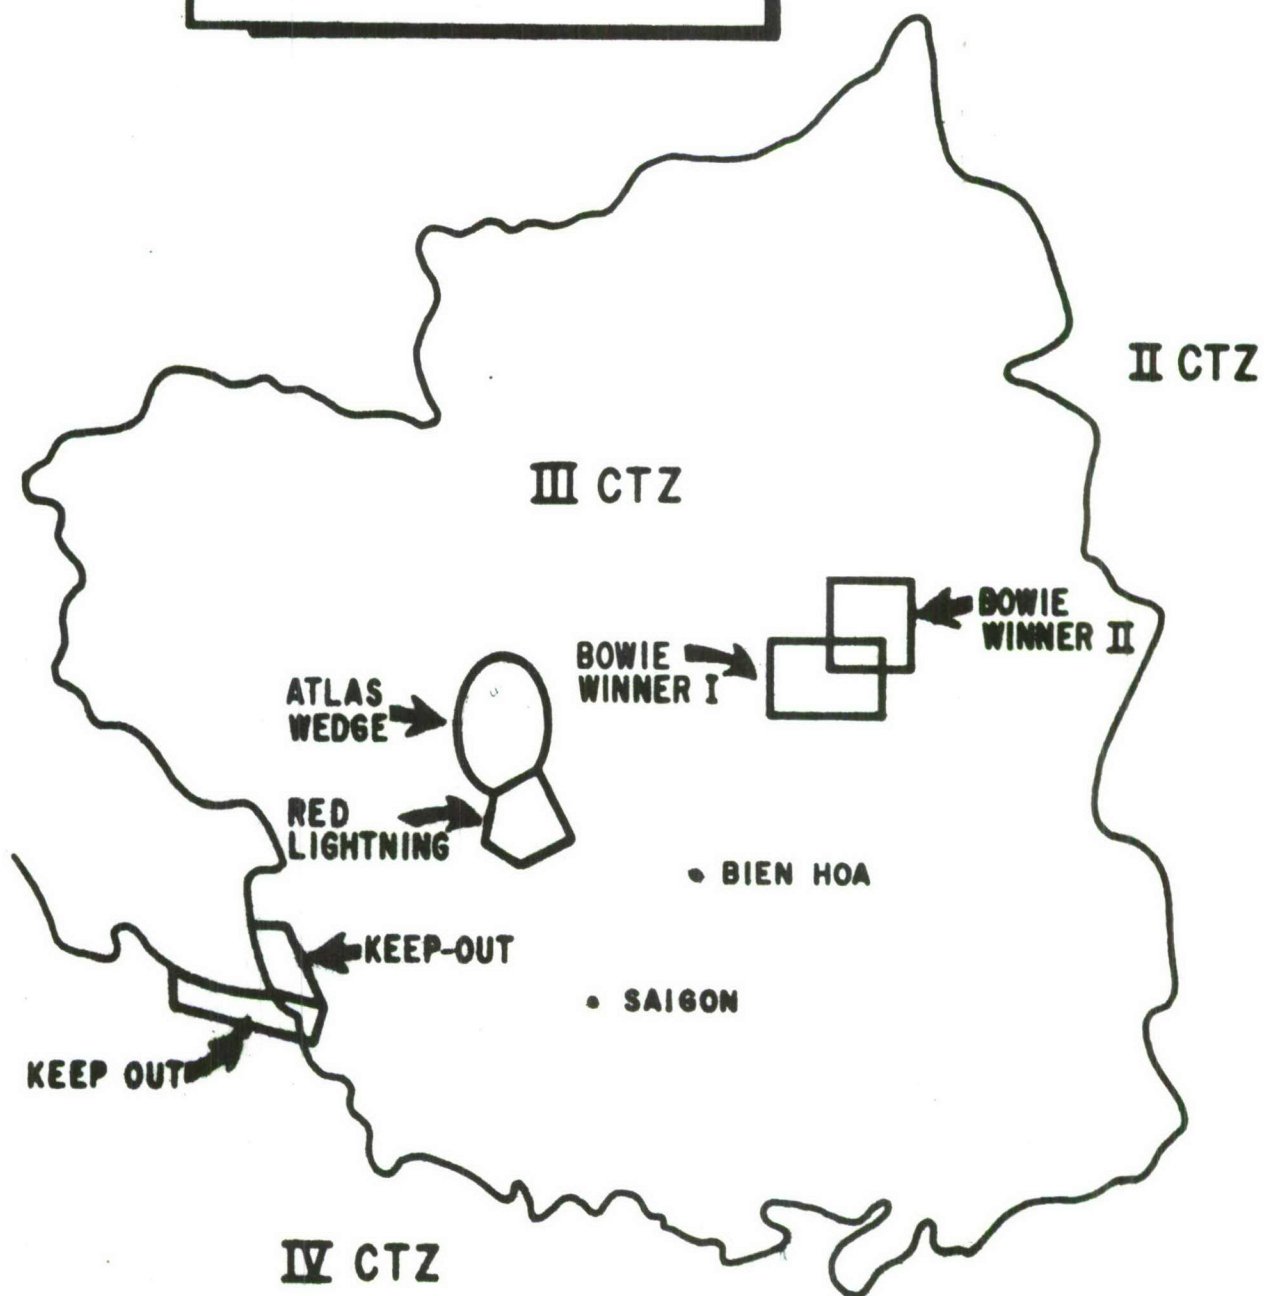 II CTZ
III CTZ
BOWIE
WINNER II
BOWIE
WINNER I
ATLAS
WEDGE
RED
LIGHTNING
BIEN HOA
KEEP-OUT
SAIGON
KEEP OUT
IV CTZ